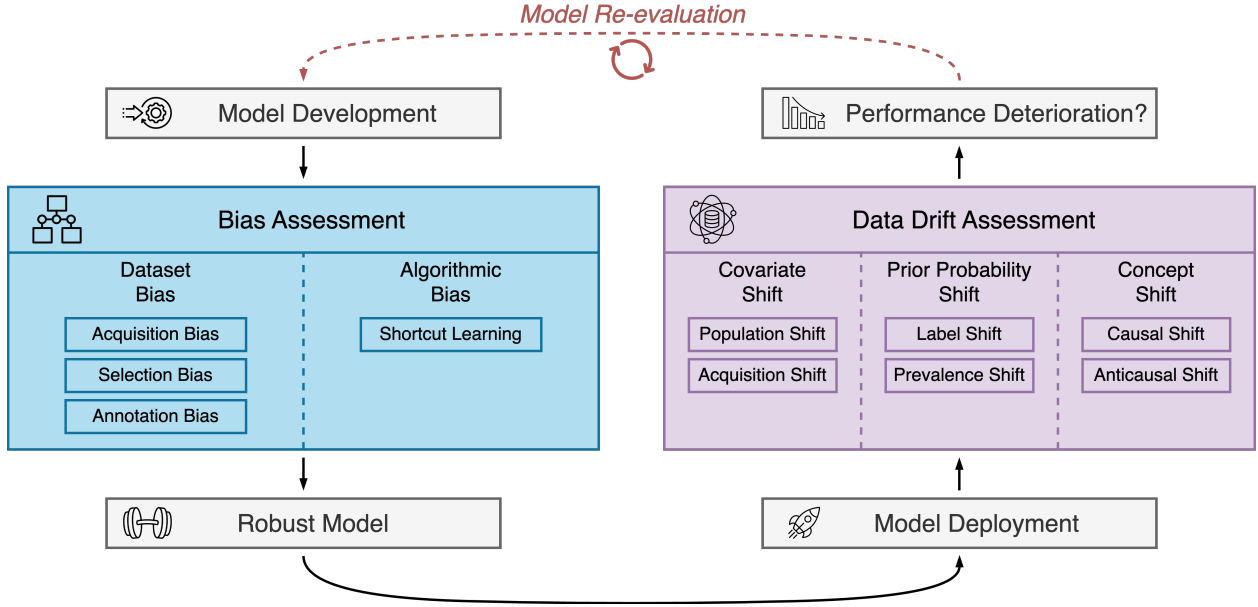 Model Re-evaluation
Model Development
Performance Deterioration?
Bias Assessment
Dataset
Bias
Acquisition Bias
Selection Bias
Annotation Bias
Algorithmic
Bias
Shortcut Learning
Data Drift Assessment
Covariate
Shift
Population Shift
Acquisition Shift
Prior Probability
Shift
Label Shift
Prevalence Shift
Concept
Shift
Causal Shift
Anticausal Shift
Robust Model
Model Deployment